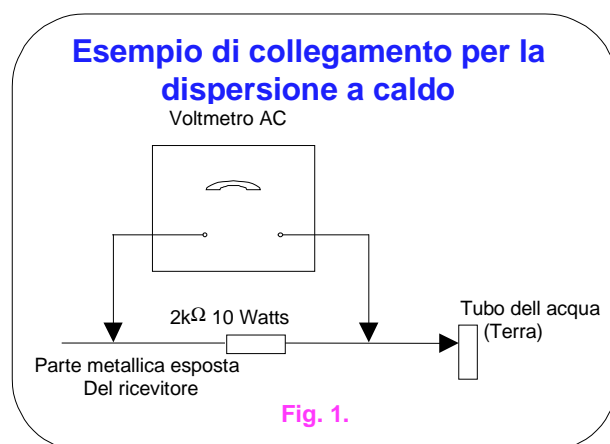 Esempio di collegamento per la
dispersione a caldo
Voltmetro AC
2kΩ 10 Watts
Tubo dell acqua
(Terra)
Parte metallica esposta
Del ricevitore
Fig. 1.